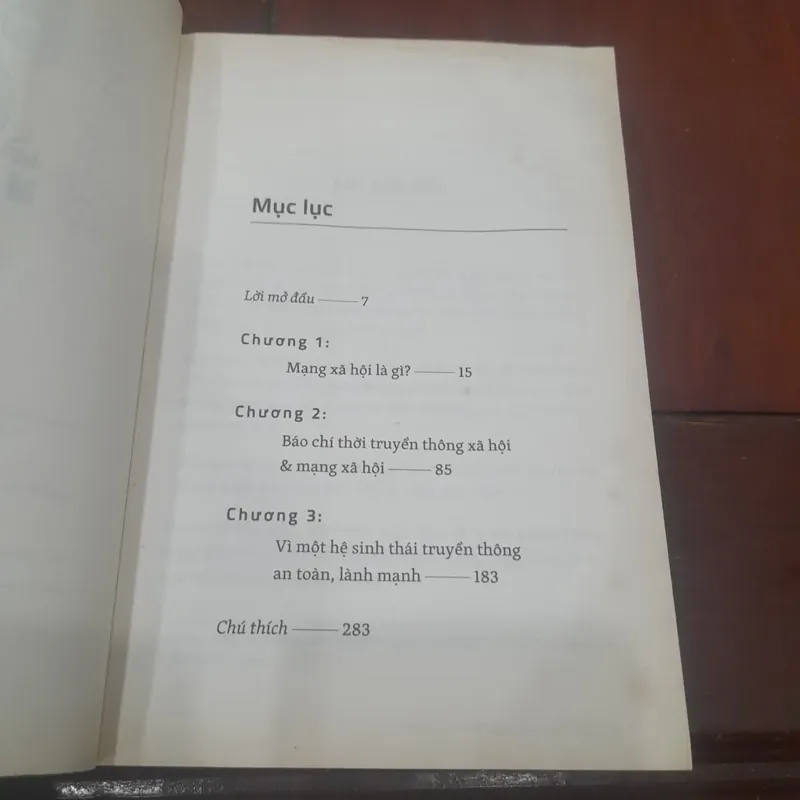 Mục lục
Lời mở đầu —— 7
Chương 1:
Mạng xã hội là gì? —— 15
Chương 2:
Báo chí thời truyền thông xã hội
& mạng xã hội —— 85
Chương 3:
Vì một hệ sinh thái truyền thông
an toàn, lành mạnh —— 183
Chú thích —— 283